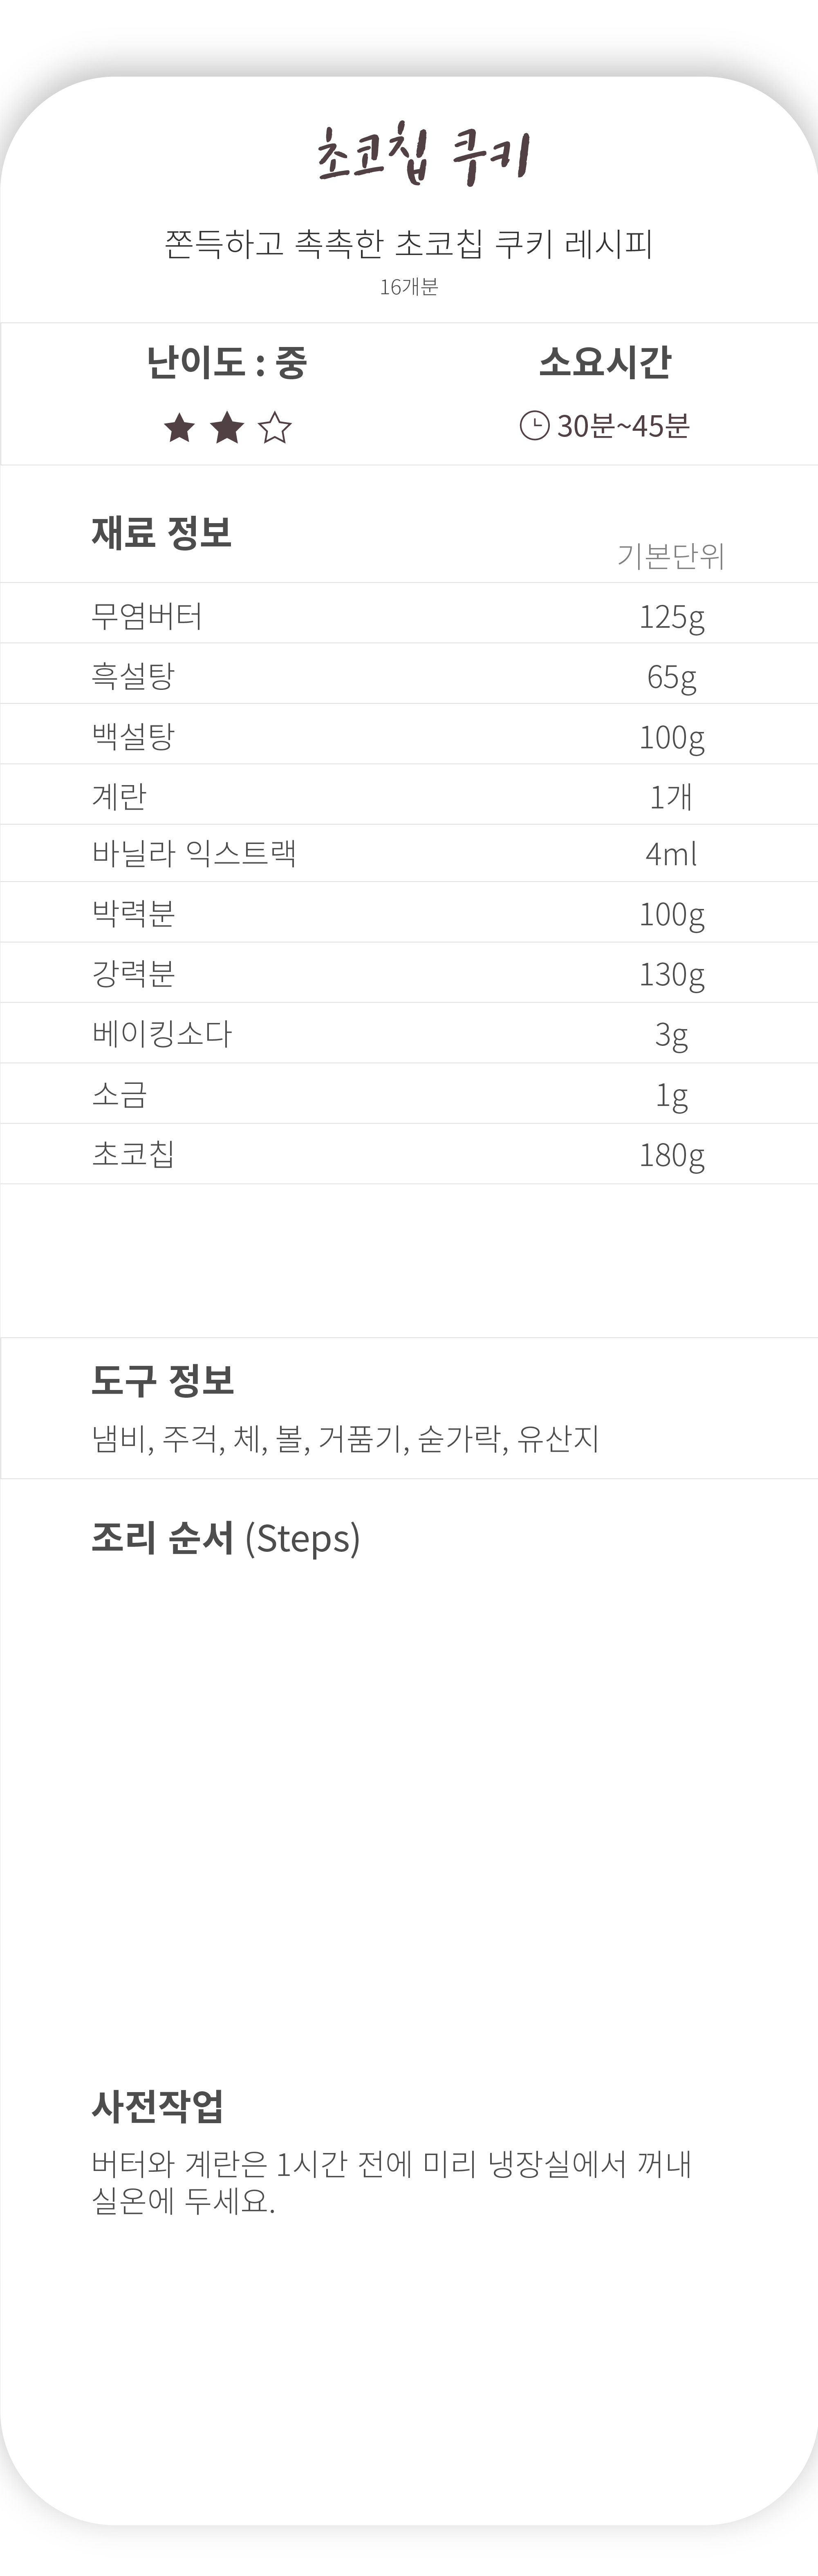 초코칩 쿠키
쫀득하고 촉촉한 초코칩 쿠키 레시피
16개분
난이도 : 중
소요시간
30분~45분
재료 정보
기본단위
무염버터 125g
흑설탕 65g
백설탕 100g
계란 1개
바닐라 익스트랙 4ml
박력분 100g
강력분 130g
베이킹소다 3g
소금 1g
초코칩 180g
도구 정보
냄비, 주걱, 체, 볼, 거품기, 숟가락, 유산지
조리 순서 (Steps)
사전작업
버터와 계란은 1시간 전에 미리 냉장실에서 꺼내
실온에 두세요.